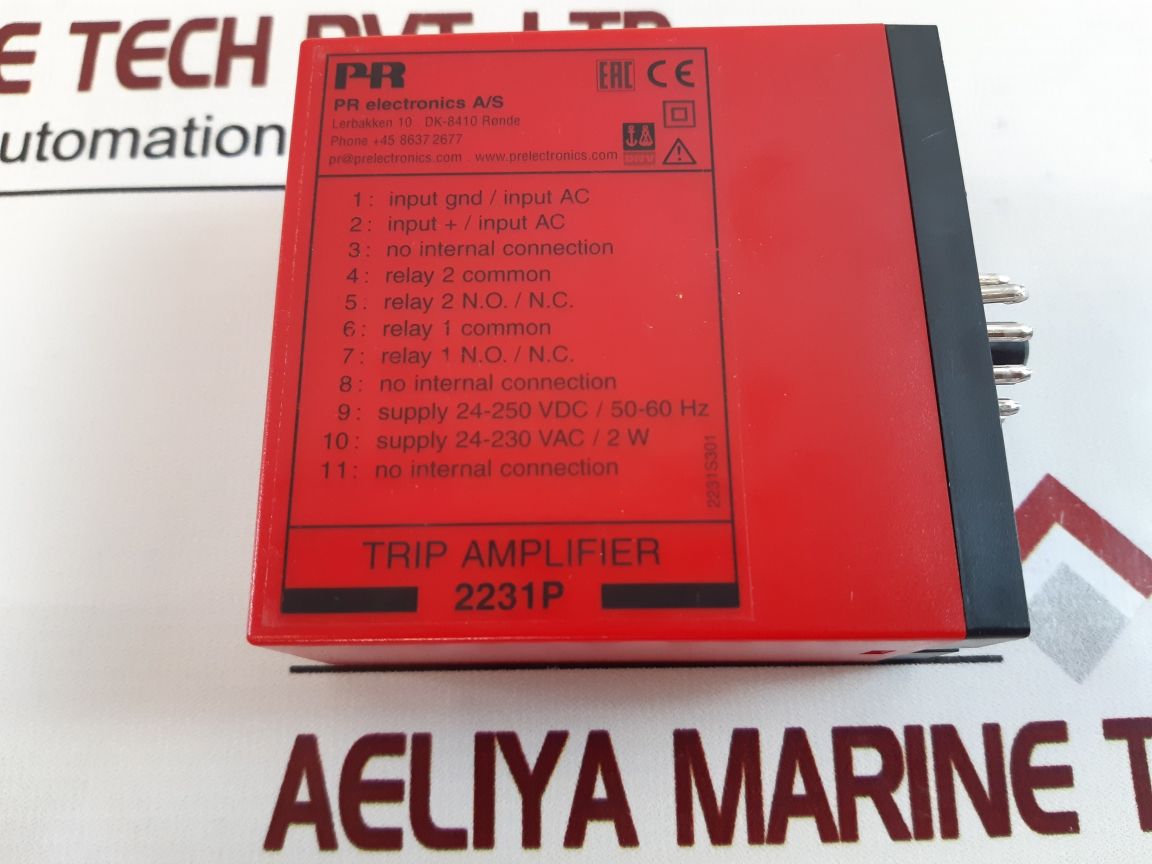 E TECH PVT. LTD
utomation
PR
EAC CE
PR electronics A/S
Lerbakken 10 . DK-8410 Rønde
Phone +45 8637 2677
pr@prelectronics.com . www.prelectronics.com
1: input gnd / input AC
2: input + / input AC
3: no internal connection
4: relay 2 common
5: relay 2 N.O. / N.C.
6: relay 1 common
7: relay 1 N.O. / N.C.
8: no internal connection
9: supply 24-250 VDC / 50-60 Hz
10: supply 24-230 VAC / 2 W
11: no internal connection
2231S301
TRIP AMPLIFIER
2231P
AELIYA MARINE T